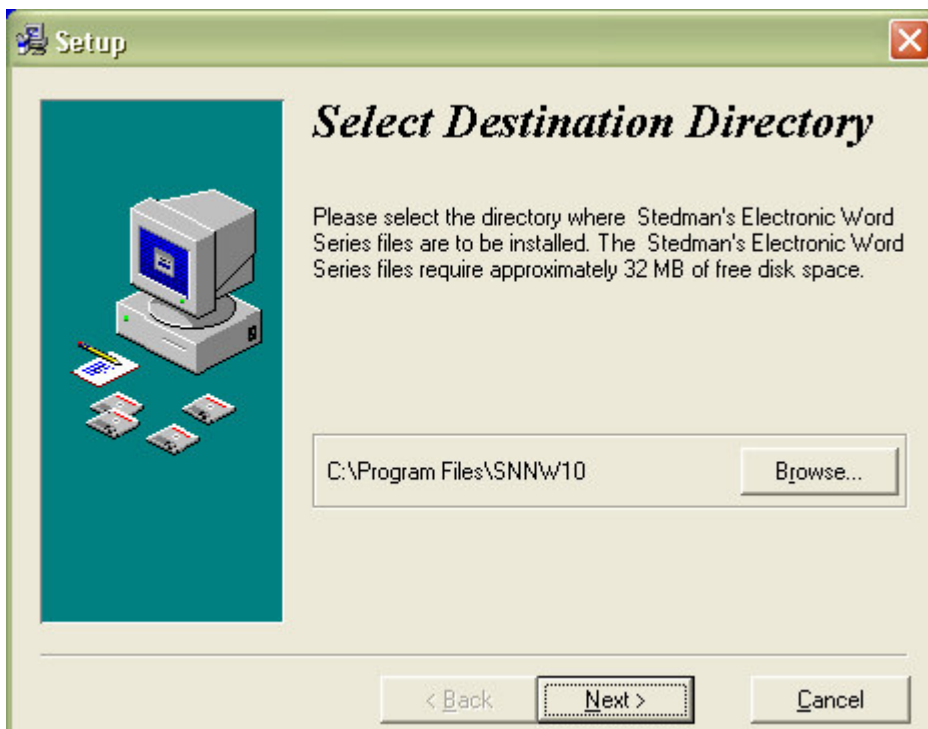 Setup
Select Destination Directory
Please select the directory where Stedman's Electronic Word
Series files are to be installed. The Stedman's Electronic Word
Series files require approximately 32 MB of free disk space.
C:\Program Files\SNNW10
Browse...
< Back
Next >
Cancel